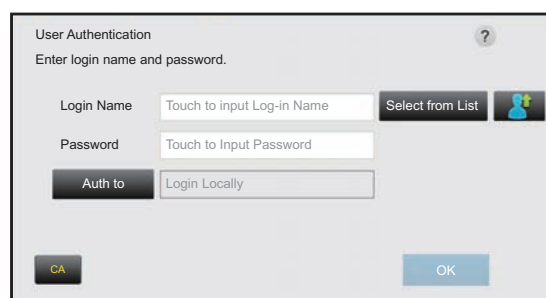 User Authentication
?
Enter login name and password.
Login Name
Touch to input Log-in Name
Select from List
Password
Touch to Input Password
Auth to
Login Locally
CA
OK